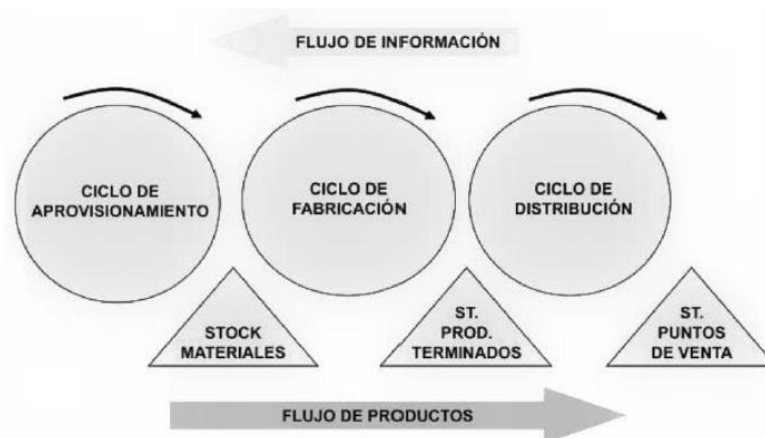 FLUJO DE INFORMACIÓN
CICLO DE
APROVISIONAMIENTO
CICLO DE
FABRICACIÓN
CICLO DE
DISTRIBUCIÓN
STOCK
MATERIALES
ST.
PROD.
TERMINADOS
ST.
PUNTOS
DE VENTA
FLUJO DE PRODUCTOS